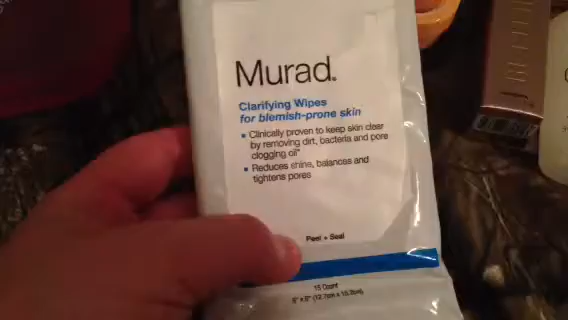 Murad.
Clarifying Wipes
for blemish-prone skin
• Clinically proven to keep skin clear
by removing dirt, bacteria and pore
clogging oil*
• Reduces shine, balances and
tightens pores
Peel • Seal
15 Count